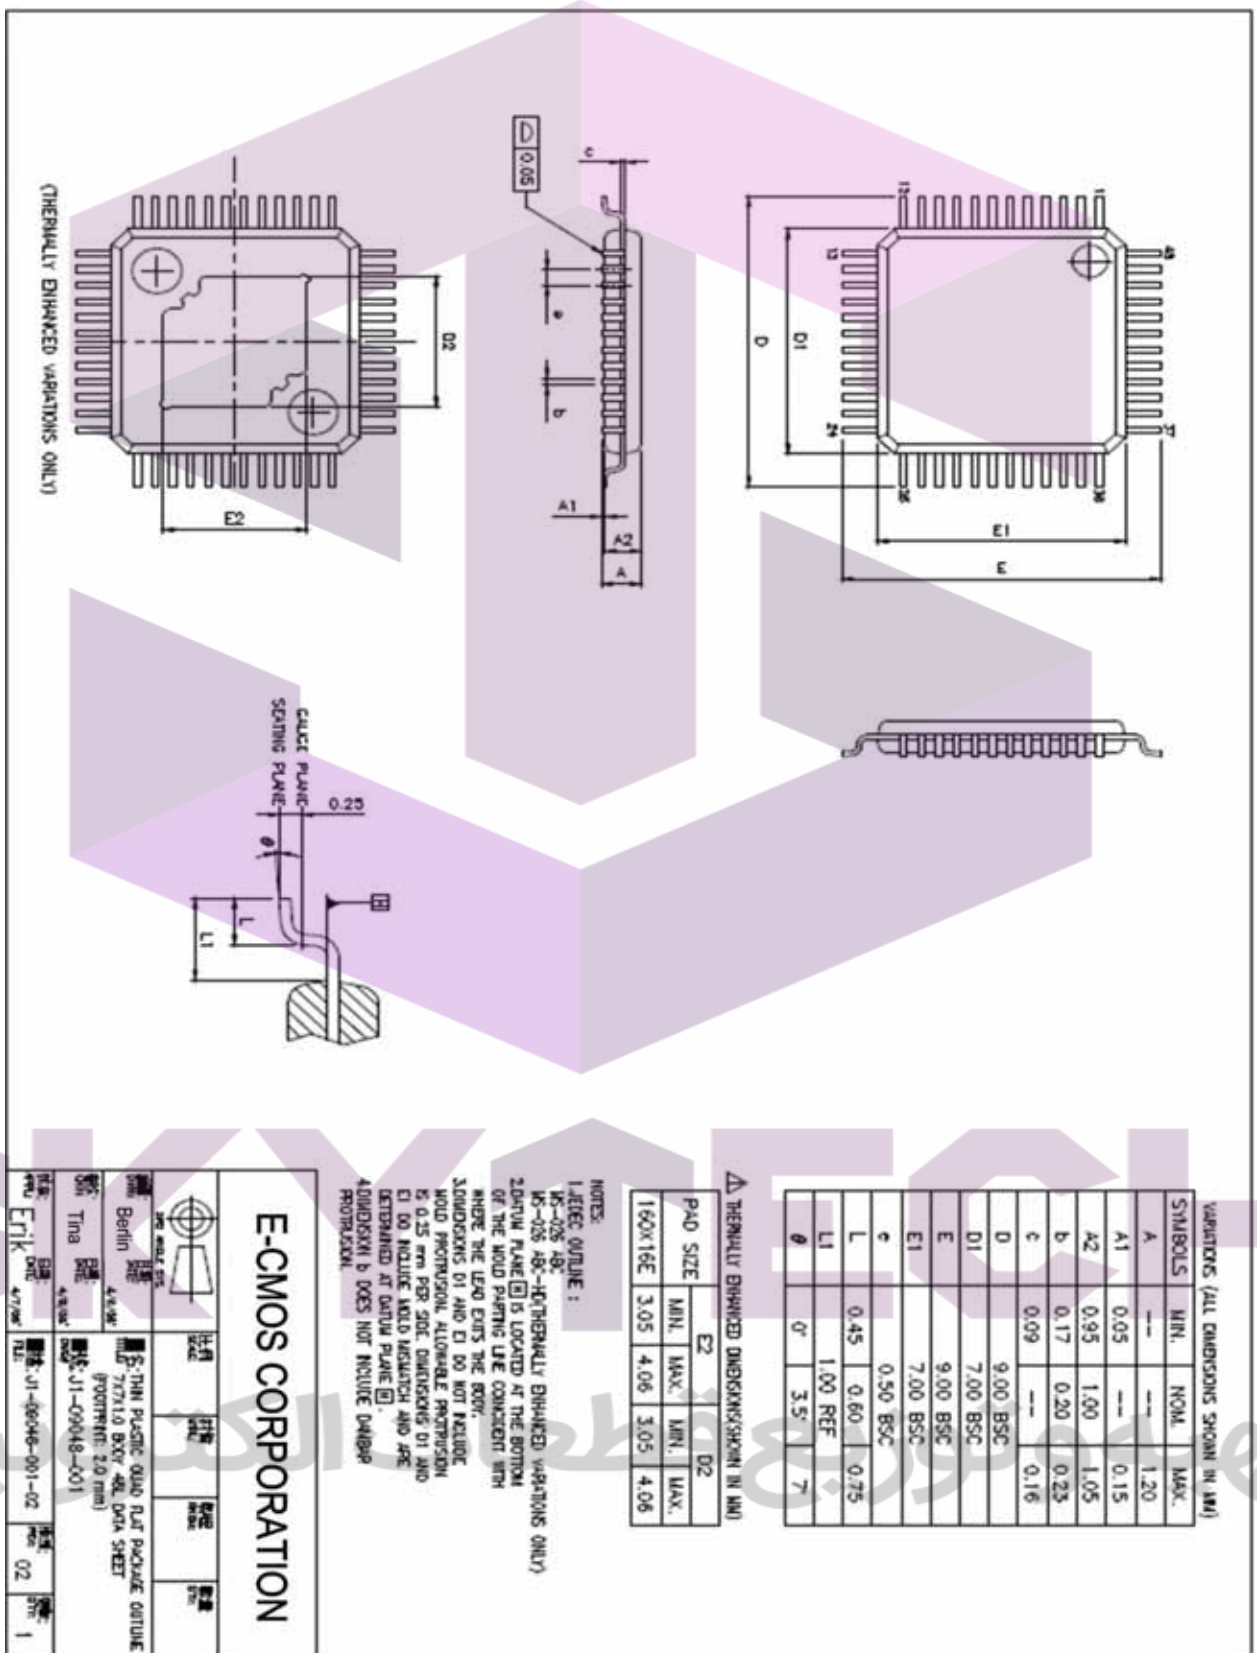 VARIATIONS (ALL DIMENSIONS SHOWN IN MM)
SYMBOLS MIN. NOM. MAX.
A --- --- 1.20
A1 0.05 --- 0.15
A2 0.95 1.00 1.05
b 0.17 0.20 0.23
c 0.09 --- 0.16
D 9.00 BSC
D1 7.00 BSC
E 9.00 BSC
E1 7.00 BSC
e 0.50 BSC
L 0.45 0.60 0.75
L1 1.00 REF
θ 0° 3.5° 7°
THERMALLY ENHANCED DIMENSIONS(SHOWN IN MM)
PAD SIZE E2 D2
MIN. MAX. MIN. MAX.
160X16E 3.05 4.06 3.05 4.06
NOTES:
1.JEDEC OUTLINE :
MS-026 ABC
MS-026 ABC-HD(THERMALLY ENHANCED VARIATIONS ONLY)
2.DATUM PLANE H IS LOCATED AT THE BOTTOM
OF THE MOLD PARTING LINE COINCIDENT WITH
WHERE THE LEAD EXITS THE BODY.
3.DIMENSIONS D1 AND E1 DO NOT INCLUDE
MOLD PROTRUSION. ALLOWABLE PROTRUSION
IS 0.25 mm PER SIDE. DIMENSIONS D1 AND
E1 DO INCLUDE MOLD MISMATCH AND ARE
DETERMINED AT DATUM PLANE H.
4.DIMENSION b DOES NOT INCLUDE DAMBAR
PROTRUSION.
E-CMOS CORPORATION
THIN PLASTIC QUAD FLAT PACKAGE OUTLINE
7X7X1.0 BODY 48L DATA SHEET
(FOOTPRINT: 2.0 mm)
Berlin
Tina
J1-09048-001
Erik
J1-09048-001-02
02
1
D
D1
E1
E
1
12
13
24
25
36
37
48
0.05
c
e
b
A1
A2
A
D2
E2
(THERMALLY ENHANCED VARIATIONS ONLY)
GAUGE PLANE
SEATING PLANE
0.25
θ
L
L1
H
KYTECH
توزیع قطعات